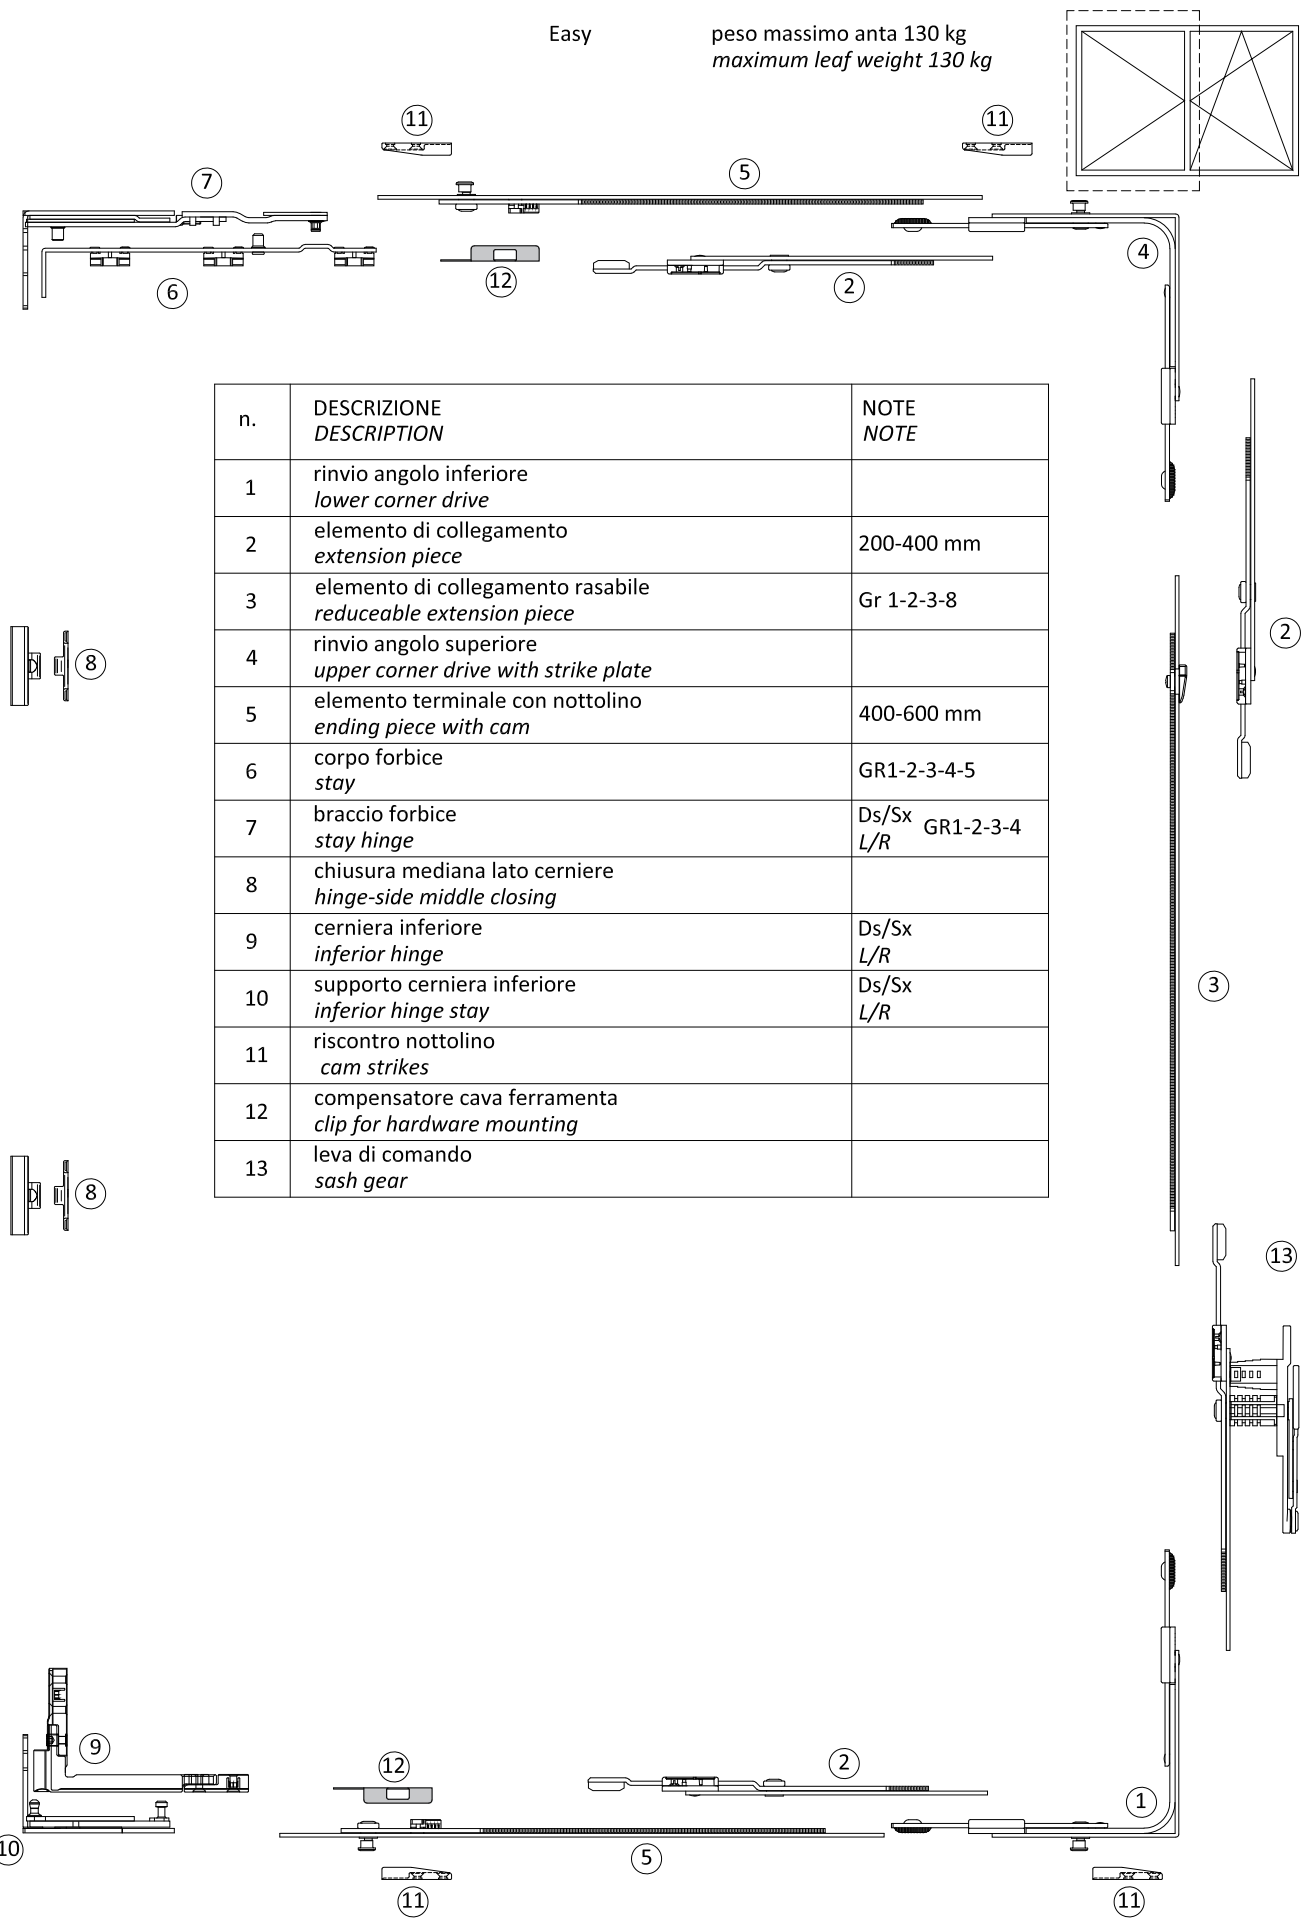 Easy peso massimo anta 130 kg
maximum leaf weight 130 kg
11
11
7
5
4
6
12
2
n. DESCRIZIONE NOTE
DESCRIPTION NOTE
1 rinvio angolo inferiore
lower corner drive
2 elemento di collegamento 200-400 mm
extension piece
3 elemento di collegamento rasabile Gr 1-2-3-8
reduceable extension piece
4 rinvio angolo superiore
upper corner drive with strike plate
5 elemento terminale con nottolino 400-600 mm
ending piece with cam
6 corpo forbice GR1-2-3-4-5
stay
7 braccio forbice Ds/Sx GR1-2-3-4
stay hinge L/R
8 chiusura mediana lato cerniere
hinge-side middle closing
9 cerniera inferiore Ds/Sx
inferior hinge L/R
10 supporto cerniera inferiore Ds/Sx
inferior hinge stay L/R
11 riscontro nottolino
cam strikes
12 compensatore cava ferramenta
clip for hardware mounting
13 leva di comando
sash gear
2
8
3
8
13
9
12
2
1
10
5
11
11